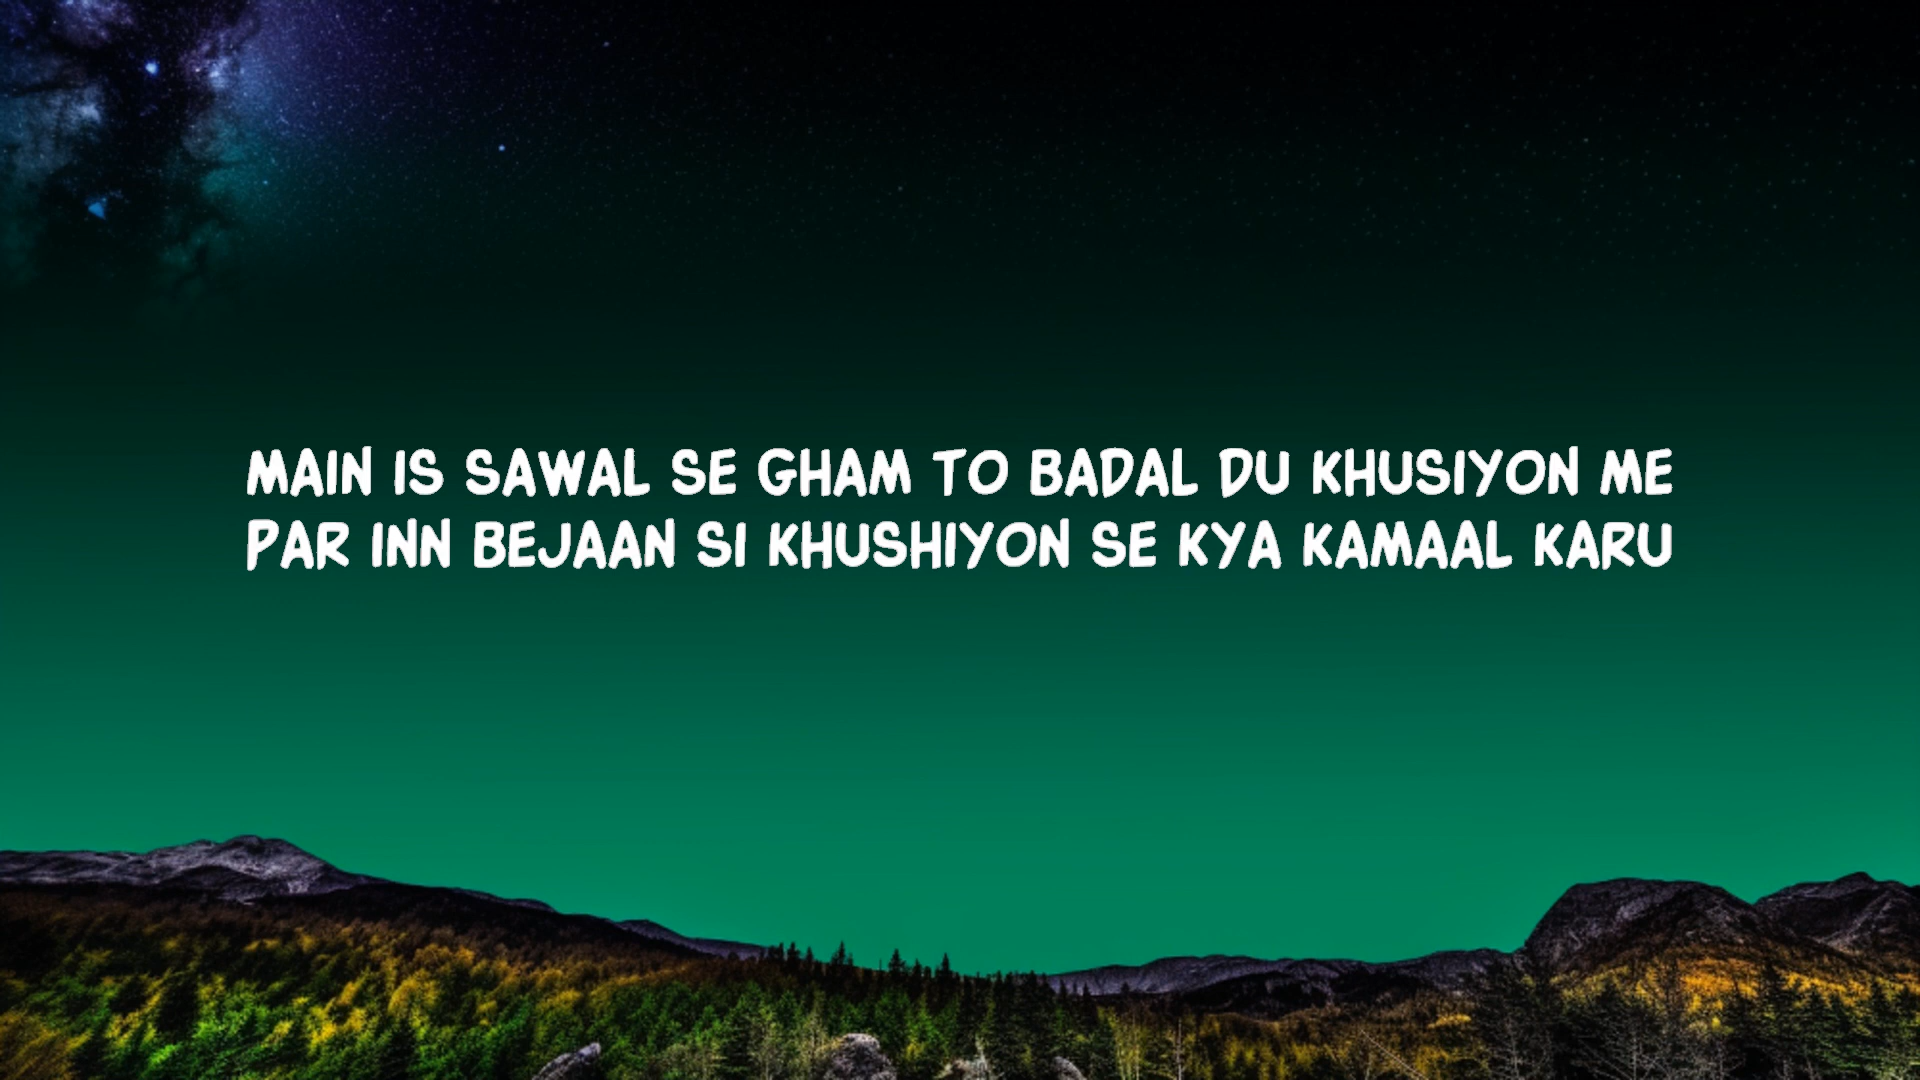 MAIN IS SAWAL SE GHAM TO BADAL DU KHUSIYON ME
PAR INN BEJAAN SI KHUSHIYON SE KYA KAMAAL KARU